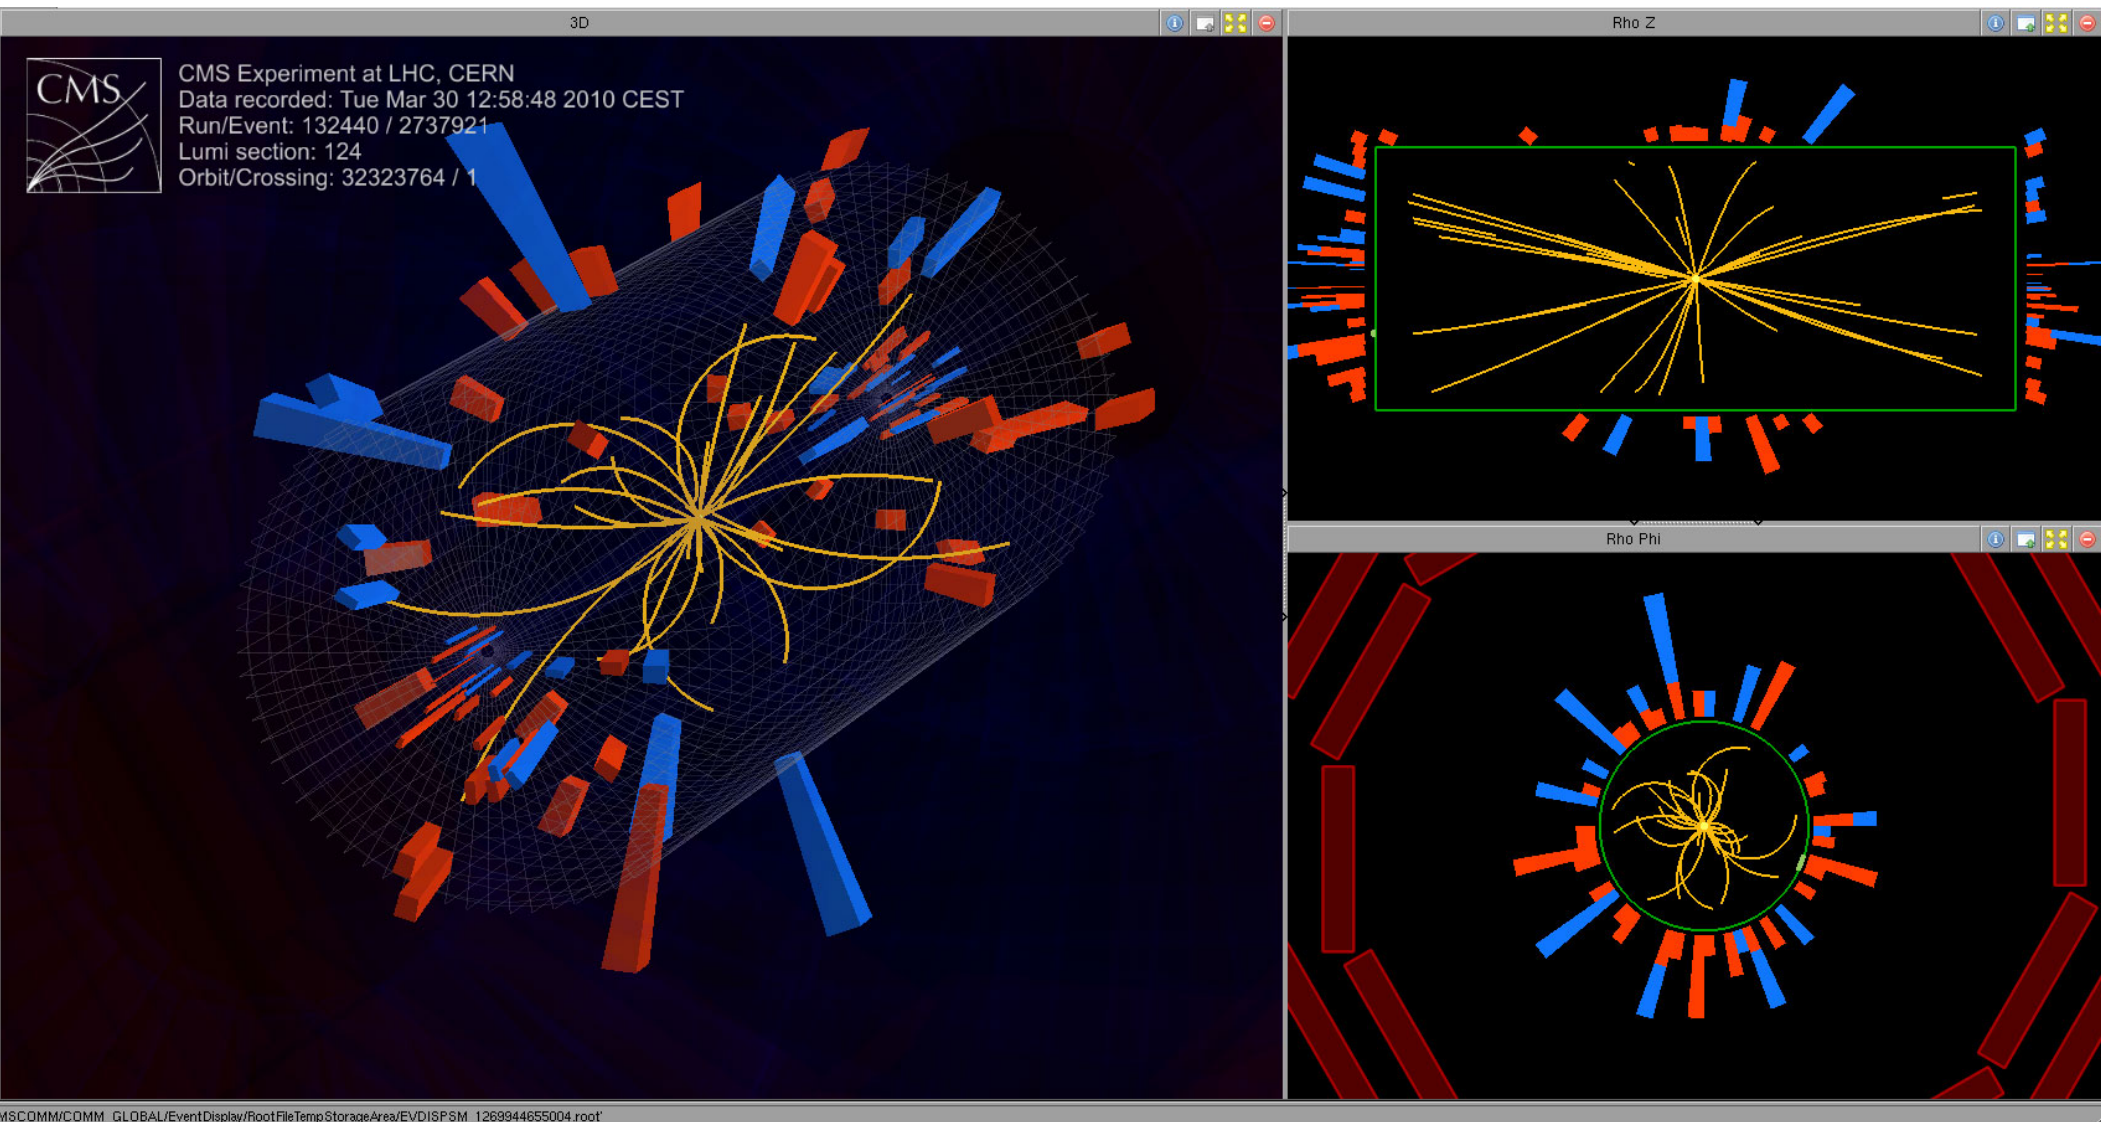 3D
CMS
CMS Experiment at LHC, CERN
Data recorded: Tue Mar 30 12:58:48 2010 CEST
Run/Event: 132440 / 2737921
Lumi section: 124
Orbit/Crossing: 32323764 / 1
Rho Z
Rho Phi
MSCOMM/COMM_GLOBAL/EventDisplay/RootFileTempStorageArea/EVDISPSM_1269944655004.root'